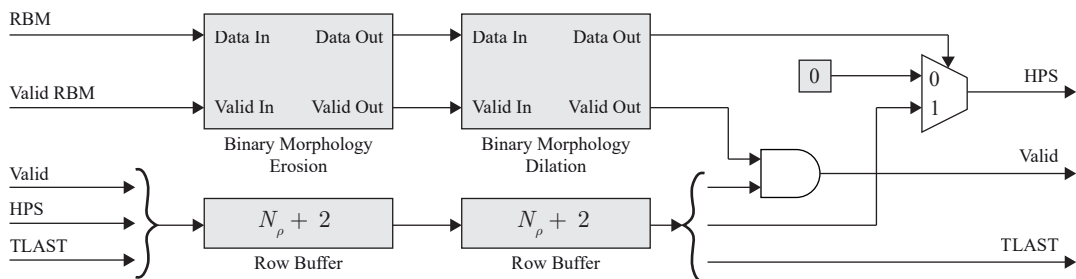 RBM
Data In Data Out
Data In Data Out
0
0
HPS
Valid RBM
Valid In Valid Out
Valid In Valid Out
1
Binary Morphology
Erosion
Binary Morphology
Dilation
Valid
Valid
HPS
TLAST
N_ρ + 2
N_ρ + 2
TLAST
Row Buffer
Row Buffer